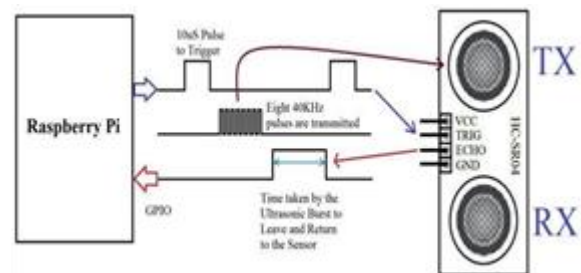 10uS Pulse
to Trigger
TX
Raspberry Pi
Eight 40KHz
pulses are transmitted
VCC
TRIG
ECHO
GND
HC-SR04
GPIO
Time taken by the
Ultrasonic Burst to
Leave and Return
to the Sensor
RX